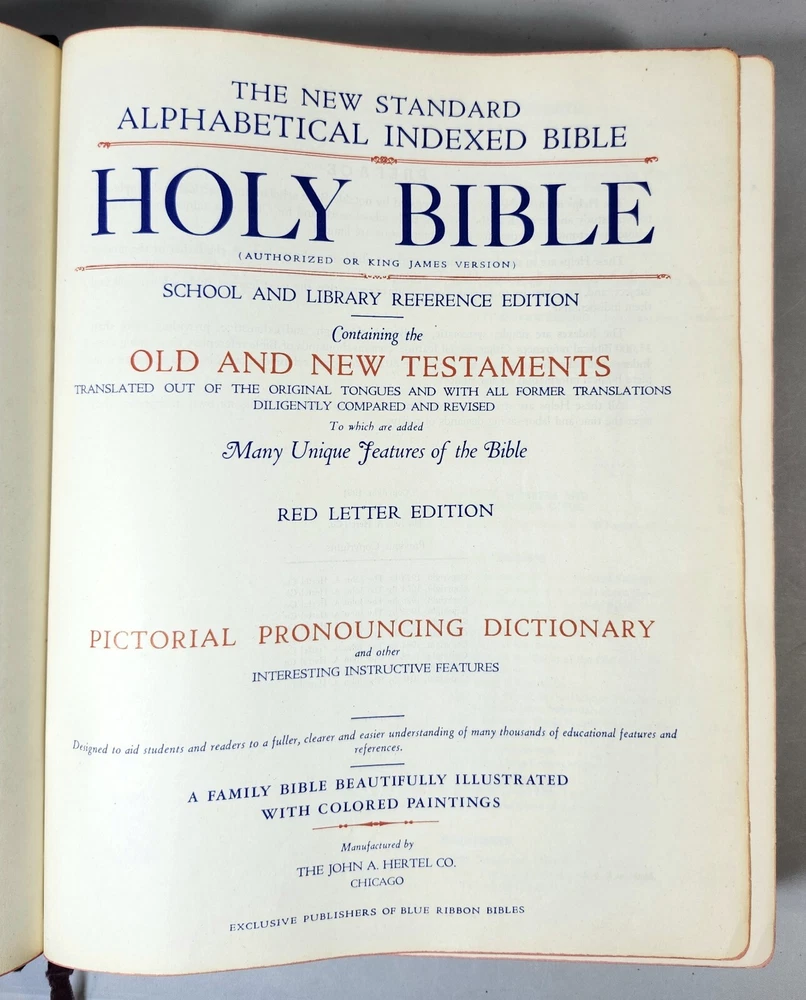 THE NEW STANDARD
ALPHABETICAL INDEXED BIBLE
HOLY BIBLE
(AUTHORIZED OR KING JAMES VERSION)
SCHOOL AND LIBRARY REFERENCE EDITION
Containing the
OLD AND NEW TESTAMENTS
TRANSLATED OUT OF THE ORIGINAL TONGUES AND WITH ALL FORMER TRANSLATIONS
DILIGENTLY COMPARED AND REVISED
To which are added
Many Unique Features of the Bible
RED LETTER EDITION
PICTORIAL PRONOUNCING DICTIONARY
and other
INTERESTING INSTRUCTIVE FEATURES
Designed to aid students and readers to a fuller, clearer and easier understanding of many thousands of educational features and
references.
A FAMILY BIBLE BEAUTIFULLY ILLUSTRATED
WITH COLORED PAINTINGS
Manufactured by
THE JOHN A. HERTEL CO.
CHICAGO
EXCLUSIVE PUBLISHERS OF BLUE RIBBON BIBLES